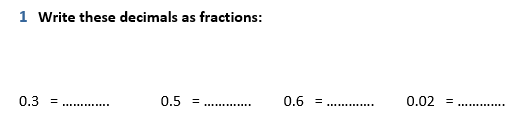 1 Write these decimals as fractions:
0.3 = ............. 0.5 = ............. 0.6 = ............. 0.02 = .............